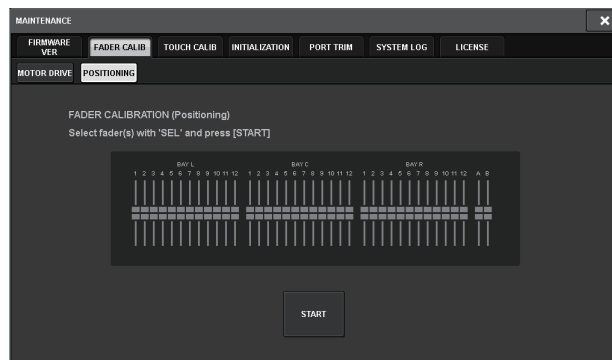 MAINTENANCE
FIRMWARE VER FADER CALIB TOUCH CALIB INITIALIZATION PORT TRIM SYSTEM LOG LICENSE
MOTOR DRIVE POSITIONING
FADER CALIBRATION (Positioning)
Select fader(s) with 'SEL' and press [START]
BAY L BAY C BAY R
1 2 3 4 5 6 7 8 9 10 11 12 1 2 3 4 5 6 7 8 9 10 11 12 1 2 3 4 5 6 7 8 9 10 11 12 A B
START